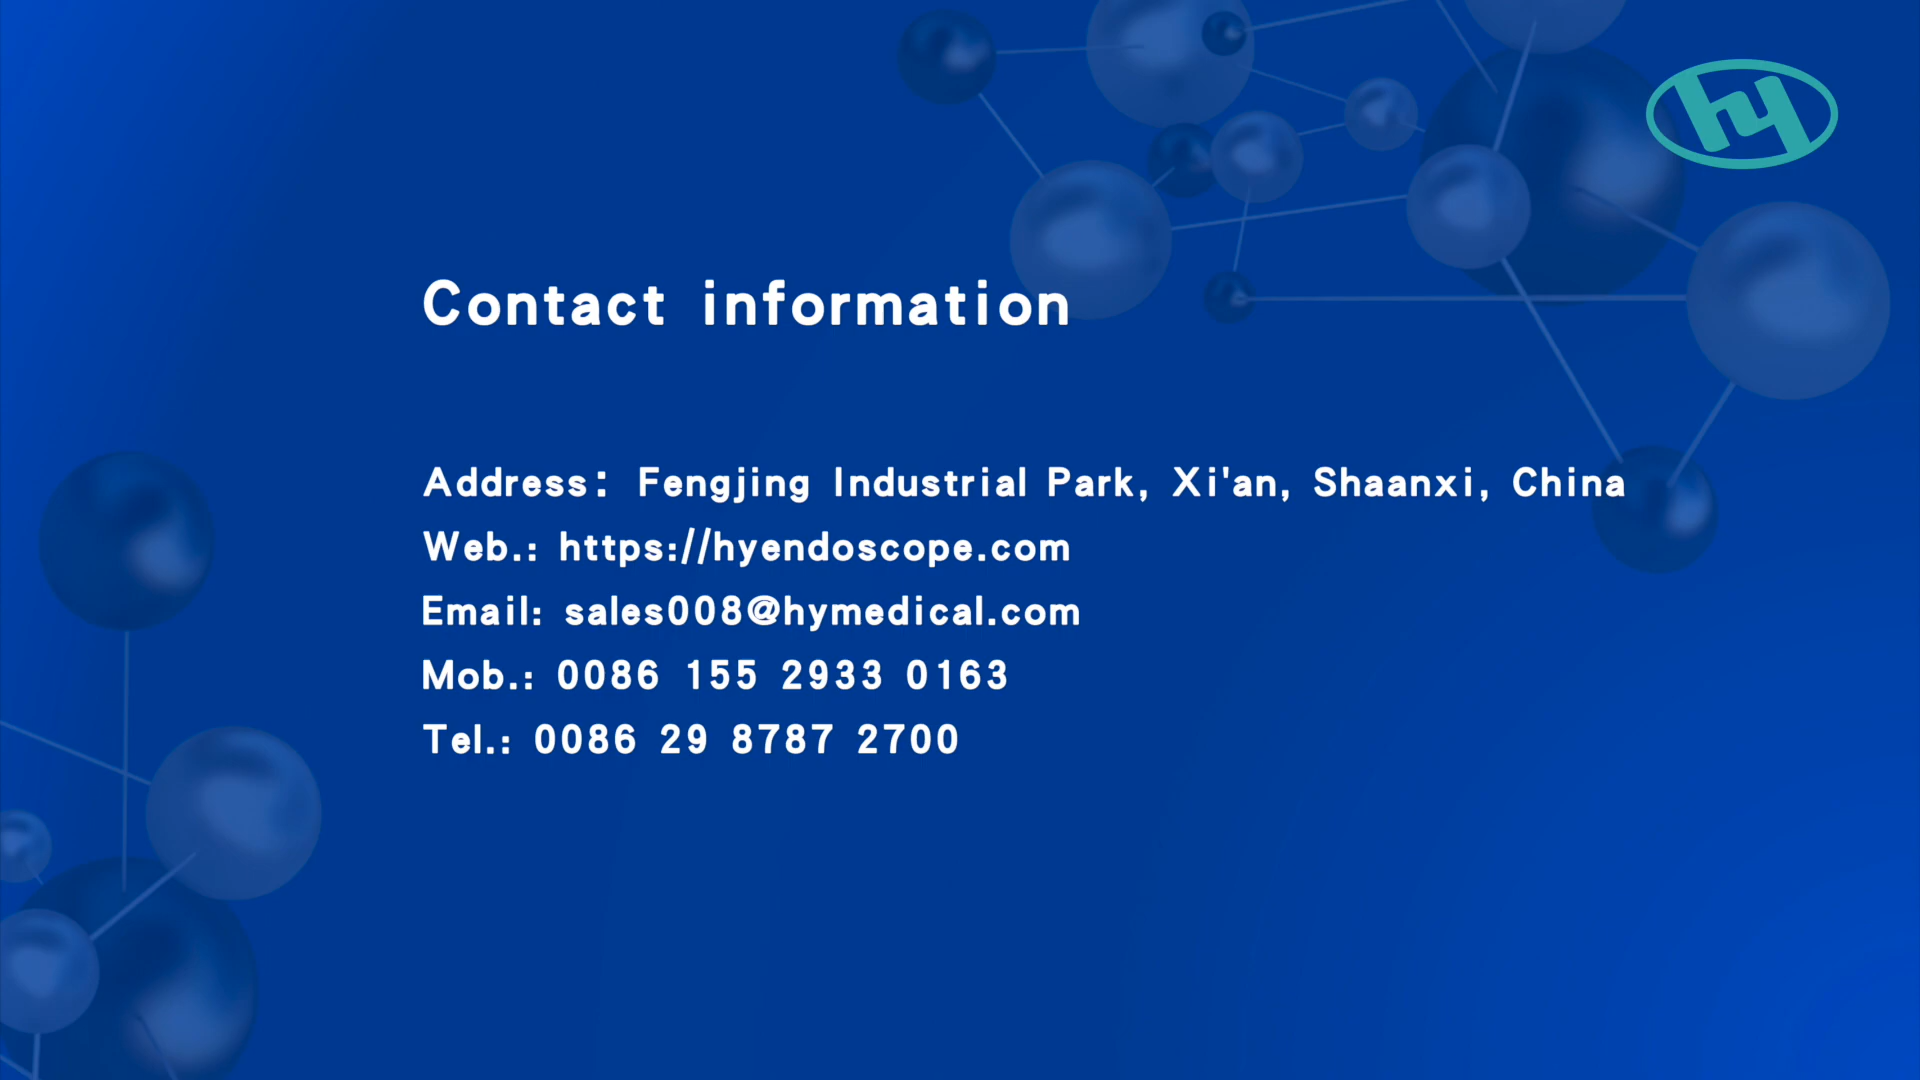 hy
Contact information
Address: Fengjing Industrial Park, Xi'an, Shaanxi, China
Web.: https://hyendoscope.com
Email: sales008@hymedical.com
Mob.: 0086 155 2933 0163
Tel.: 0086 29 8787 2700